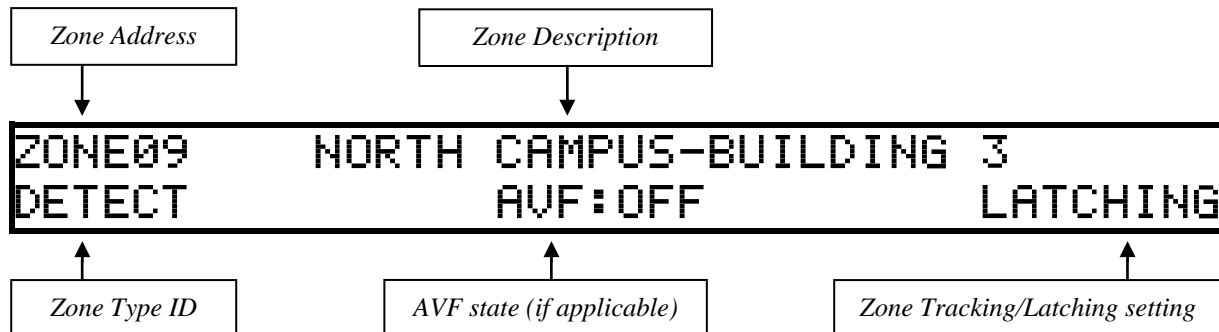 Zone Address
Zone Description
ZONE09 NORTH CAMPUS-BUILDING 3
DETECT AVF:OFF LATCHING
Zone Type ID
AVF state (if applicable)
Zone Tracking/Latching setting